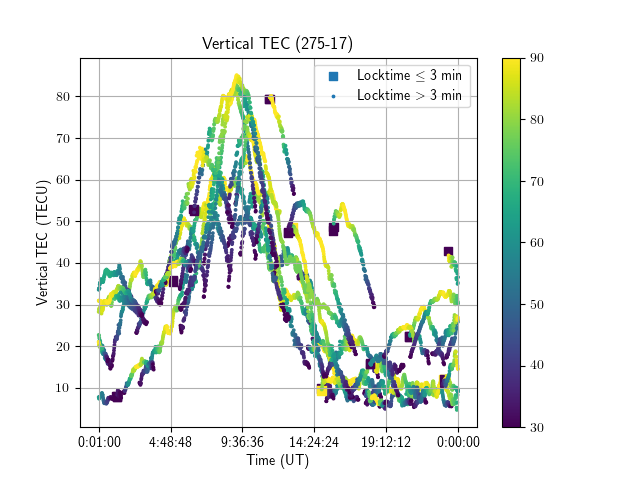 Vertical TEC (275-17)
Locktime ≤ 3 min
Locktime > 3 min
Vertical TEC (TECU)
80
70
60
50
40
30
20
10
0:01:00 4:48:48 9:36:36 14:24:24 19:12:12 0:00:00
Time (UT)
90
80
70
60
50
40
30